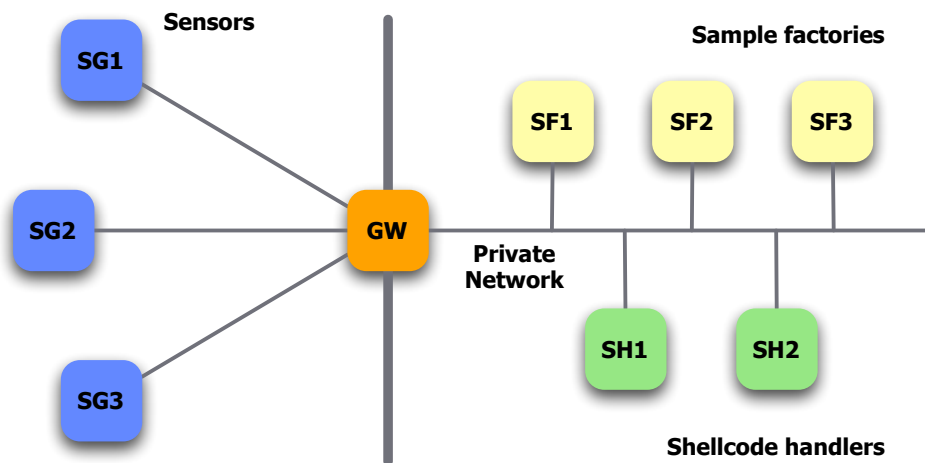 Sensors
SG1
Sample factories
SF1
SF2
SF3
SG2
GW
Private
Network
SH1
SH2
SG3
Shellcode handlers